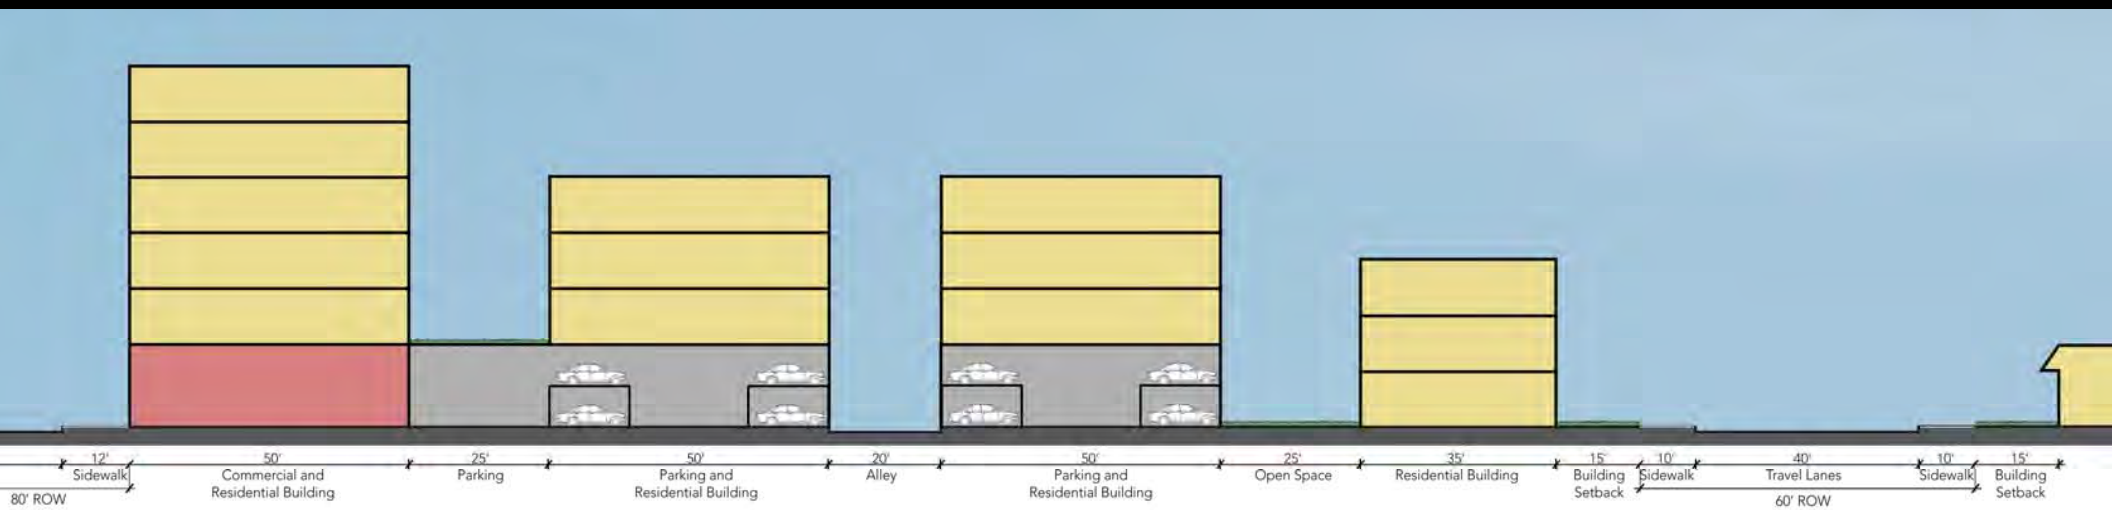 12' 50' 25' 50' 20' 50' 25' 35' 15' 10' 40' 10' 15'
Sidewalk Commercial and Parking Parking and Alley Parking and Open Space Residential Building Building Sidewalk Travel Lanes Sidewalk Building
Residential Building Residential Building Residential Building Setback Setback
80' ROW 60' ROW